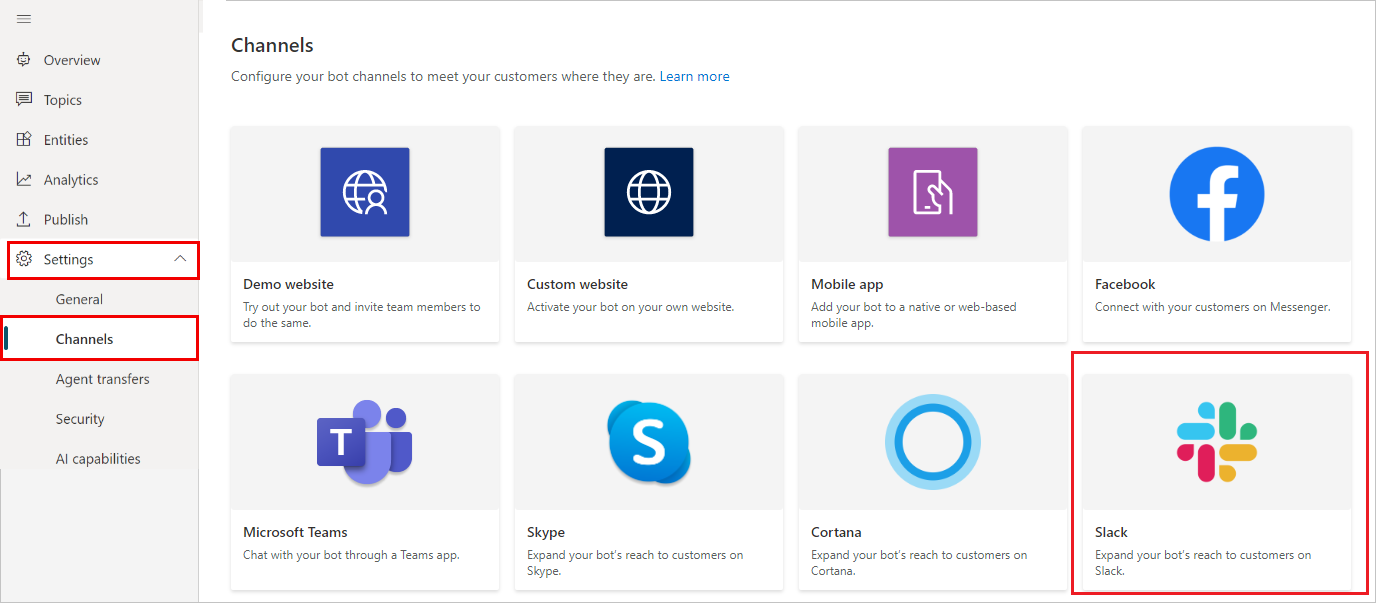 Overview
Topics
Entities
Analytics
Publish
Settings
General
Channels
Agent transfers
Security
AI capabilities
Channels
Configure your bot channels to meet your customers where they are. Learn more
Demo website
Try out your bot and invite team members to
do the same.
Custom website
Activate your bot on your own website.
Mobile app
Add your bot to a native or web-based
mobile app.
Facebook
Connect with your customers on Messenger.
T
Microsoft Teams
Chat with your bot through a Teams app.
S
Skype
Expand your bot's reach to customers on
Skype.
Cortana
Expand your bot's reach to customers on
Cortana.
Slack
Expand your bot's reach to customers on
Slack.